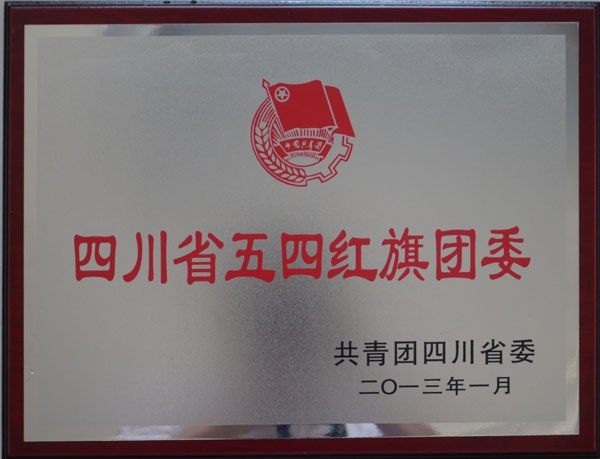 四川省五四红旗团委
共青团四川省委
二〇一三年一月